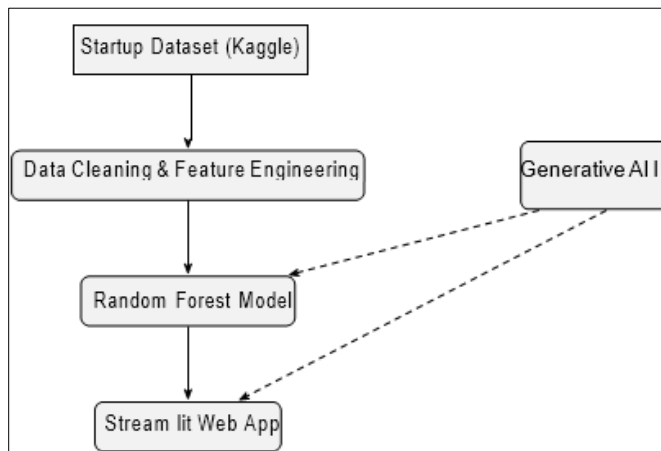 Startup Dataset (Kaggle)
Data Cleaning & Feature Engineering
Generative AI I
Random Forest Model
Stream lit Web App